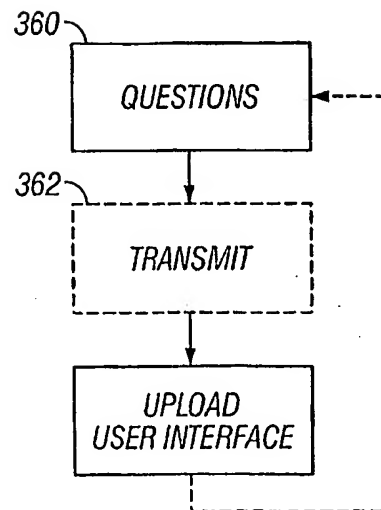 360
QUESTIONS
362
TRANSMIT
UPLOAD
USER INTERFACE